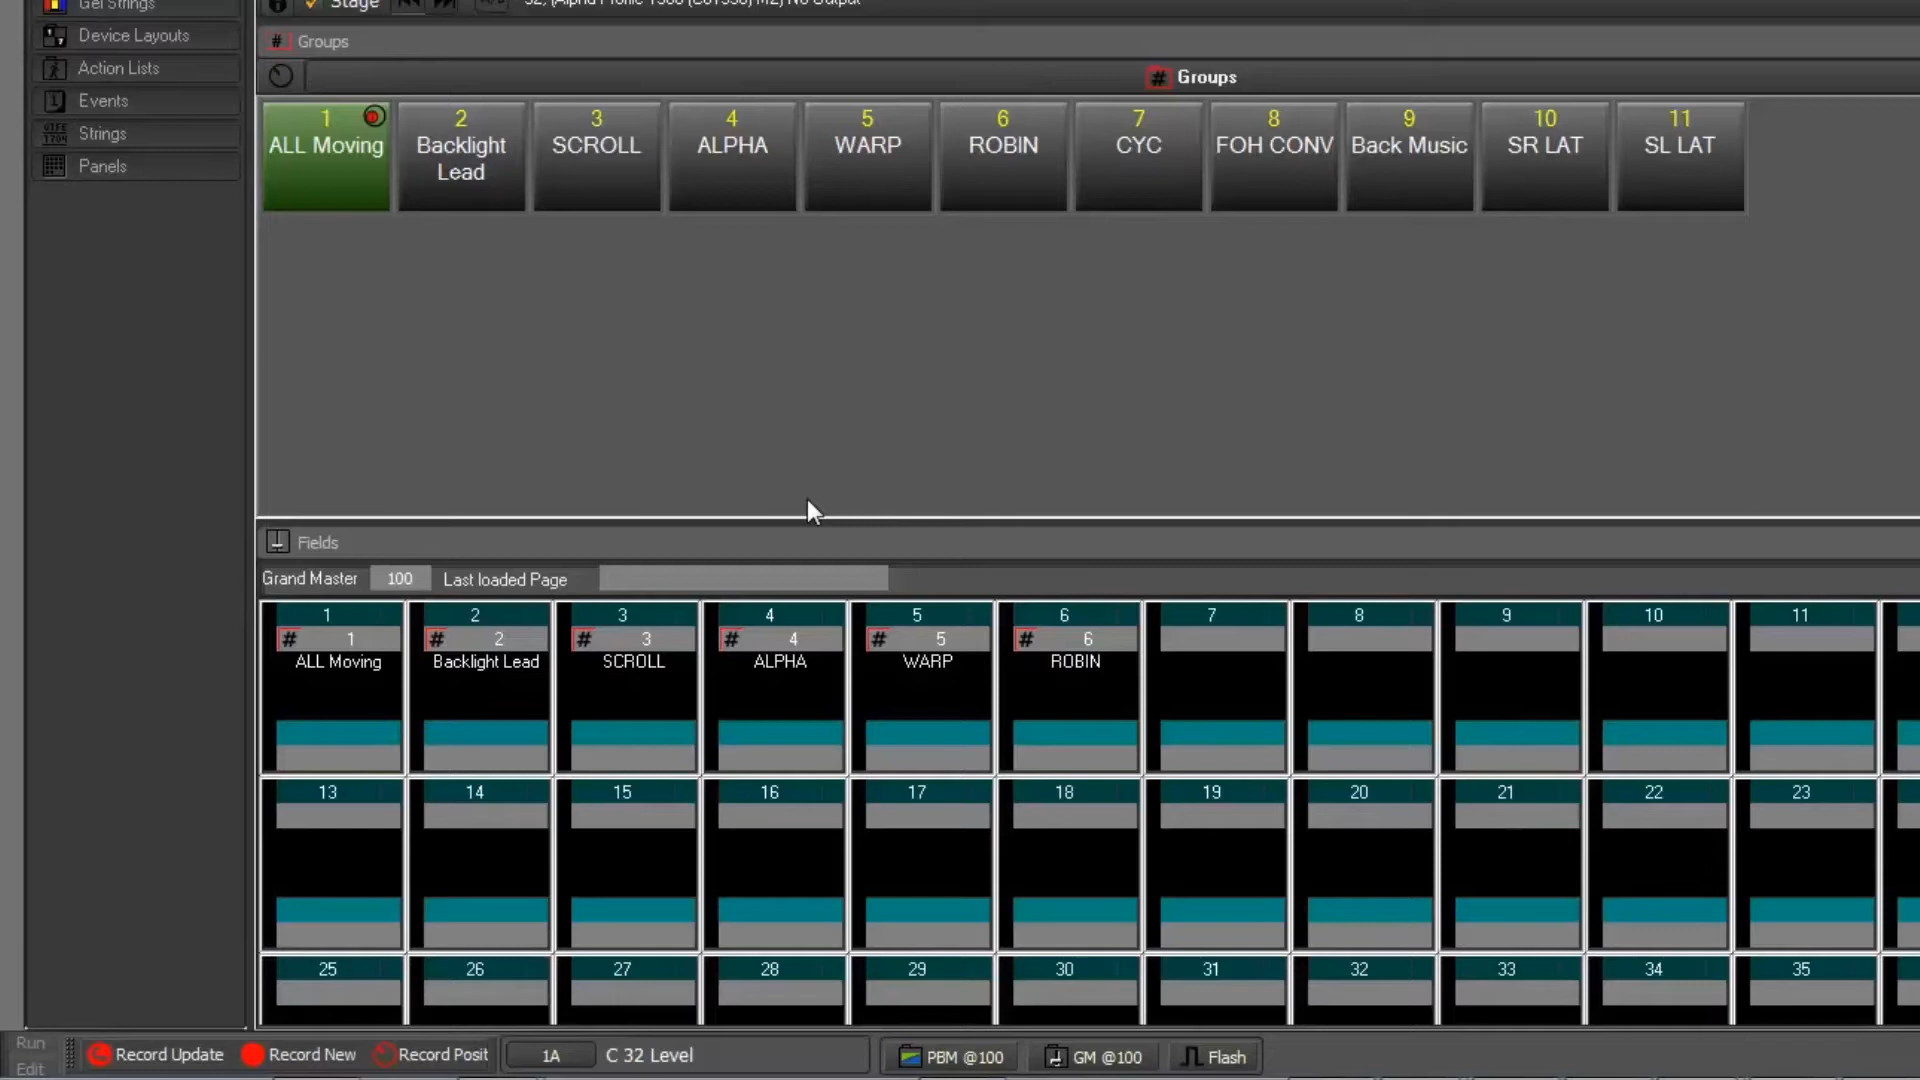 Gel Strings
Device Layouts
Action Lists
Events
Strings
Panels
Stage
Groups
# Groups
1 ALL Moving
2 Backlight Lead
3 SCROLL
4 ALPHA
5 WARP
6 ROBIN
7 CYC
8 FOH CONV
9 Back Music
10 SR LAT
11 SL LAT
Fields
Grand Master 100 Last loaded Page
1 2 3 4 5 6 7 8 9 10 11
# 1 # 2 # 3 # 4 # 5 # 6
ALL Moving Backlight Lead SCROLL ALPHA WARP ROBIN
13 14 15 16 17 18 19 20 21 22 23
25 26 27 28 29 30 31 32 33 34 35
Run
Edit
Record Update Record New Record Posit 1A C 32 Level PBM @100 GM @100 Flash